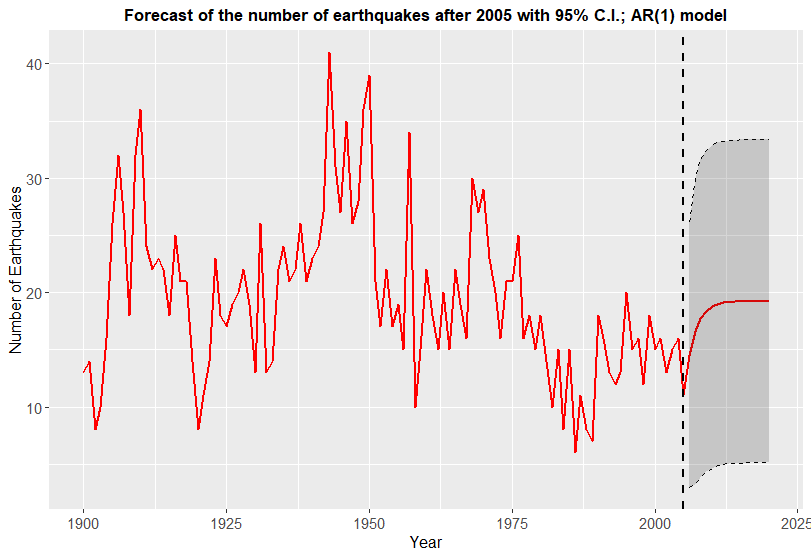 Forecast of the number of earthquakes after 2005 with 95% C.I.; AR(1) model
40
30
20
10
Number of Earthquakes
1900 1925 1950 1975 2000 2025
Year